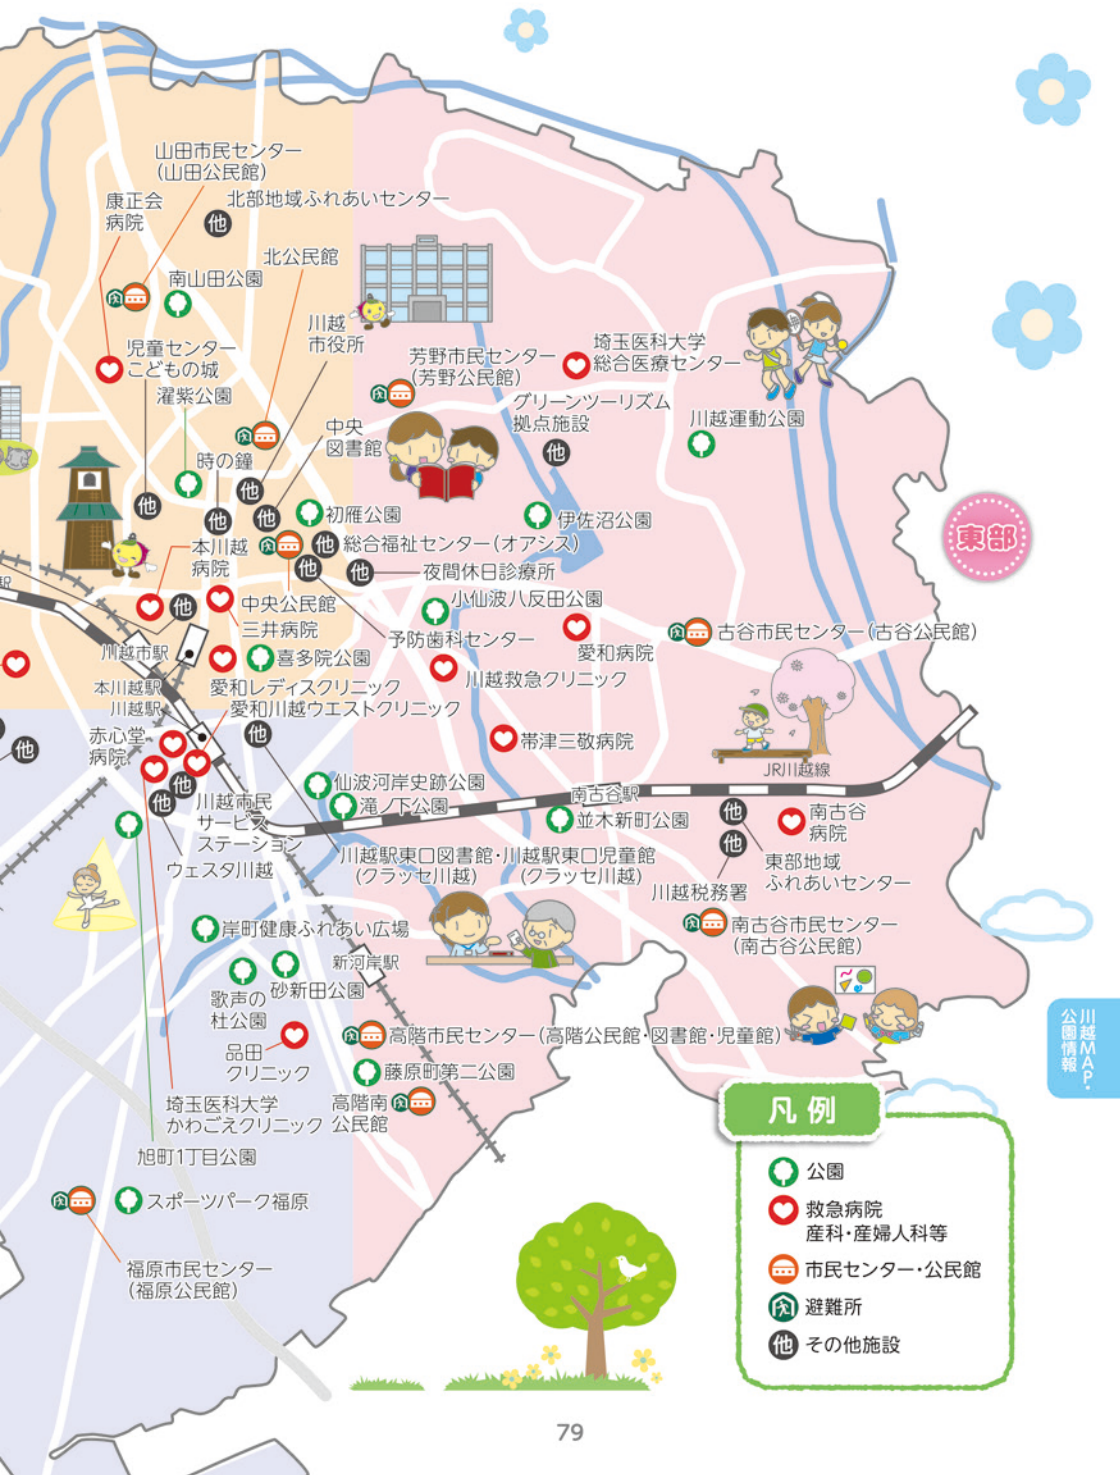 山田市民センター
(山田公民館)
康正会
病院
北部地域ふれあいセンター
他
北公民館
南山田公園
川越
市役所
児童センター
こどもの城
芳野市民センター
(芳野公民館)
埼玉医科大学
総合医療センター
濯紫公園
グリーンツーリズム
拠点施設
川越運動公園
中央
図書館
時の鐘
他
他
他
他
他
初雁公園
伊佐沼公園
東部
本川越
病院
他
総合福祉センター(オアシス)
他
他
夜間休日診療所
駅
他
中央公民館
小仙波八反田公園
三井病院
予防歯科センター
愛和病院
古谷市民センター(古谷公民館)
川越市駅
喜多院公園
川越救急クリニック
本川越駅
愛和レディスクリニック
川越駅
愛和川越ウエストクリニック
赤心堂
病院
他
他
帯津三敬病院
JR川越線
他
他
仙波河岸史跡公園
南古谷駅
川越市民
サービス
ステーション
滝ノ下公園
並木新町公園
他
南古谷
病院
他
ウェスタ川越
川越駅東口図書館・川越駅東口児童館
(クラッセ川越) (クラッセ川越)
東部地域
ふれあいセンター
川越税務署
岸町健康ふれあい広場
南古谷市民センター
(南古谷公民館)
新河岸駅
歌声の
杜公園
砂新田公園
品田
クリニック
高階市民センター(高階公民館・図書館・児童館)
川越MAP・
公園情報
藤原町第二公園
埼玉医科大学
かわごえクリニック
高階南
公民館
旭町1丁目公園
スポーツパーク福原
福原市民センター
(福原公民館)
凡例
公園
救急病院
産科・産婦人科等
市民センター・公民館
避難所
他 その他施設
79